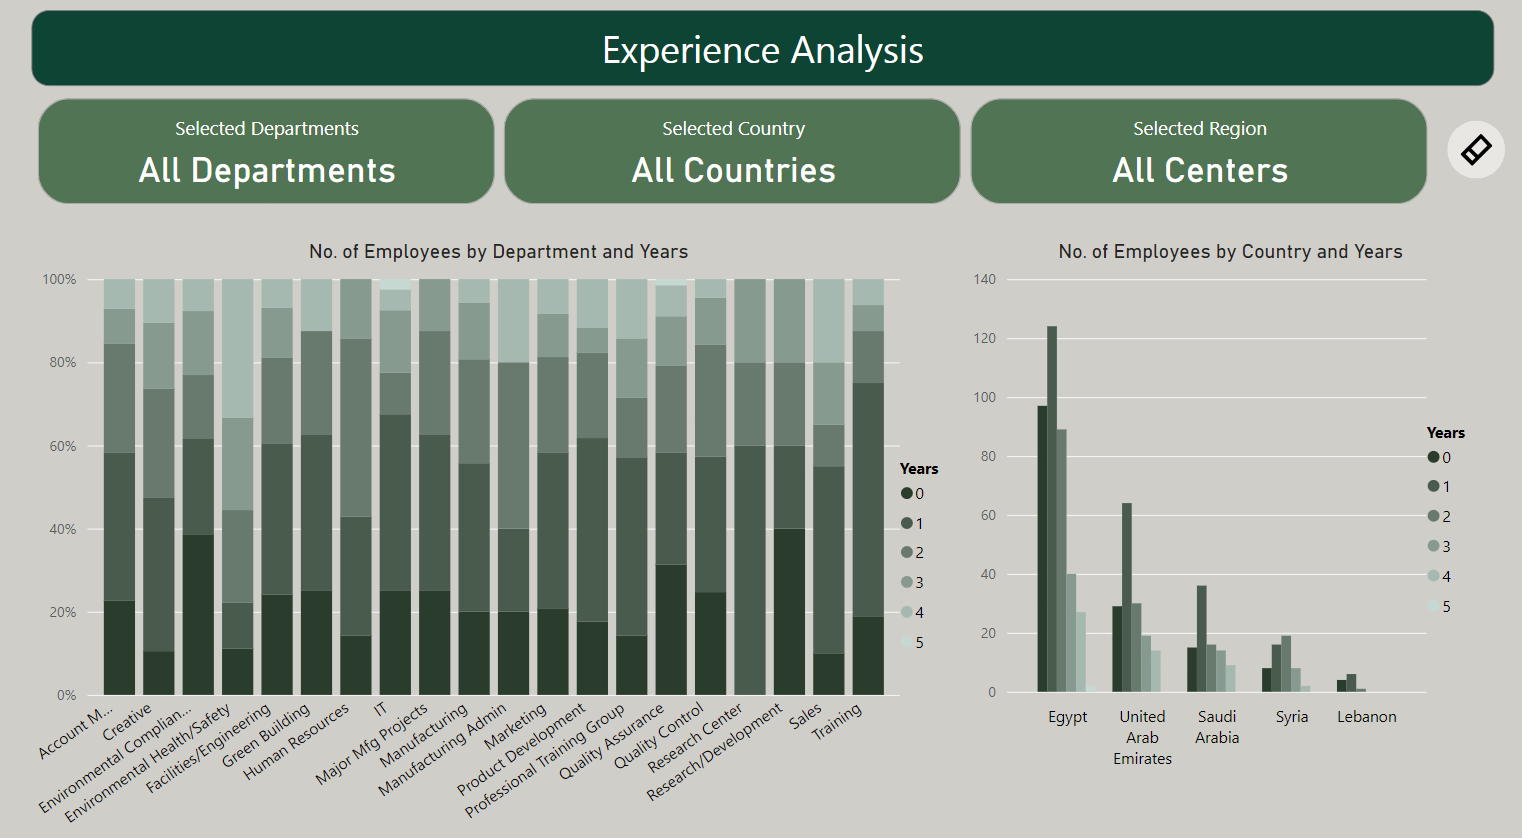 Experience Analysis
Selected Departments
All Departments
Selected Country
All Countries
Selected Region
All Centers
No. of Employees by Department and Years
100%
80%
60%
40%
20%
0%
Account M...
Creative
Environmental Complian...
Environmental Health/Safety
Facilities/Engineering
Green Building
Human Resources
IT
Major Mfg Projects
Manufacturing
Manufacturing Admin
Marketing
Product Development
Professional Training Group
Quality Assurance
Quality Control
Research Center
Research/Development
Sales
Training
Years
0
1
2
3
4
5
No. of Employees by Country and Years
140
120
100
80
60
40
20
0
Egypt
United
Arab
Emirates
Saudi
Arabia
Syria
Lebanon
Years
0
1
2
3
4
5